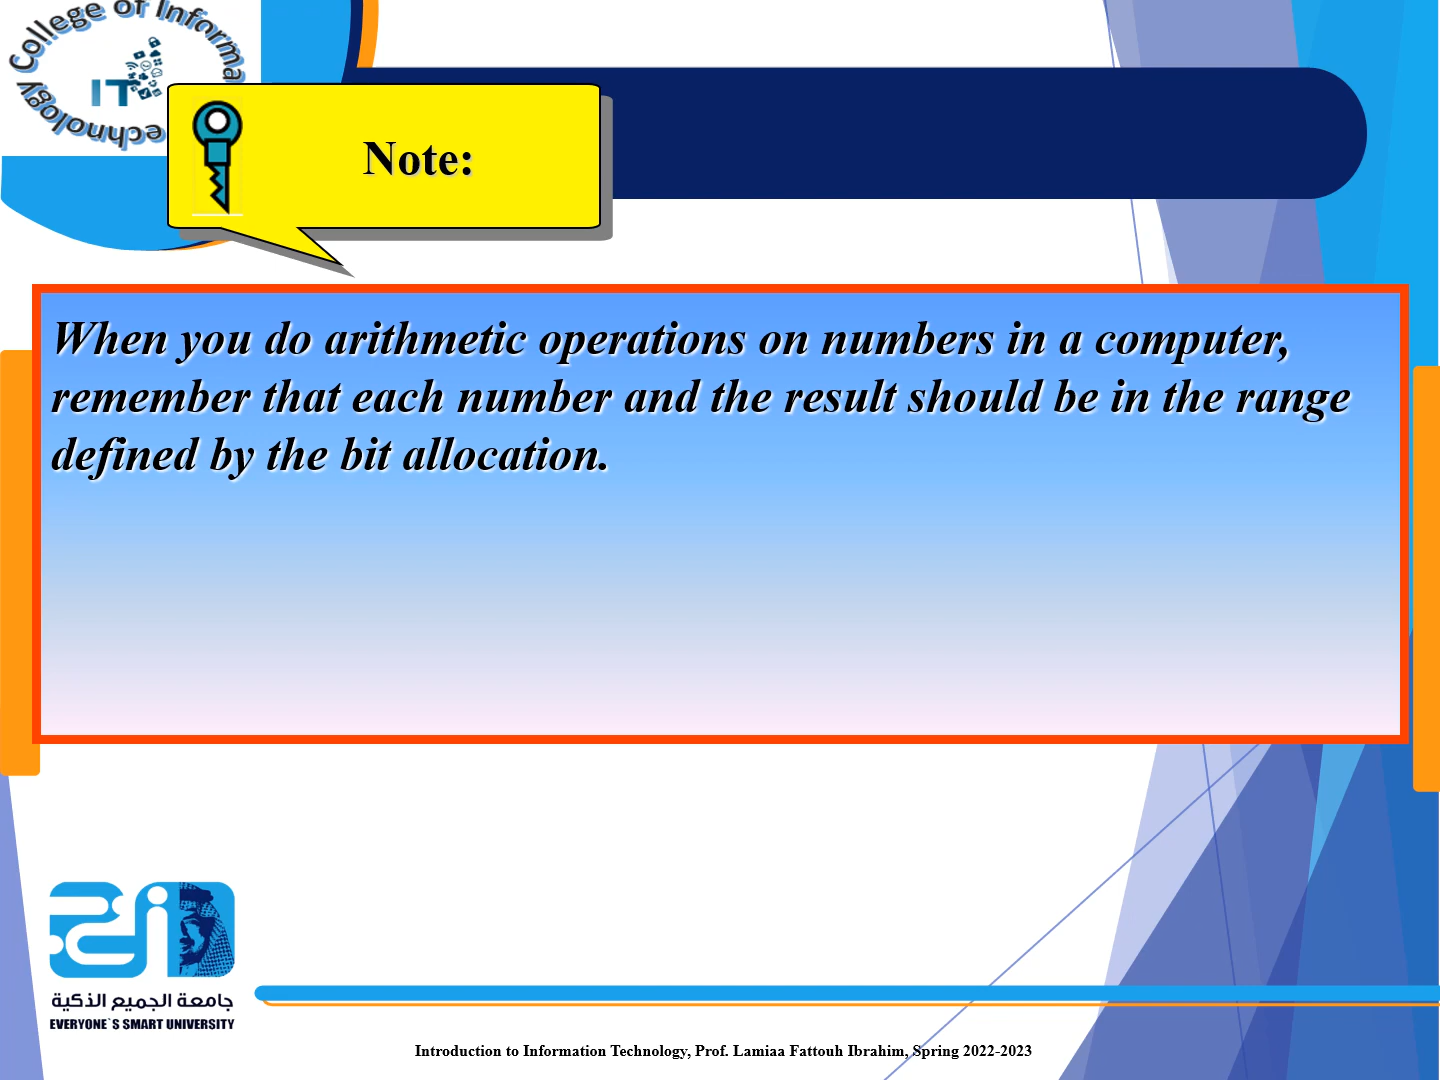 College of Informa
echnology
IT
Note:
When you do arithmetic operations on numbers in a computer,
remember that each number and the result should be in the range
defined by the bit allocation.
جامعة الجميع الذكية
EVERYONE`S SMART UNIVERSITY
Introduction to Information Technology, Prof. Lamiaa Fattouh Ibrahim, Spring 2022-2023